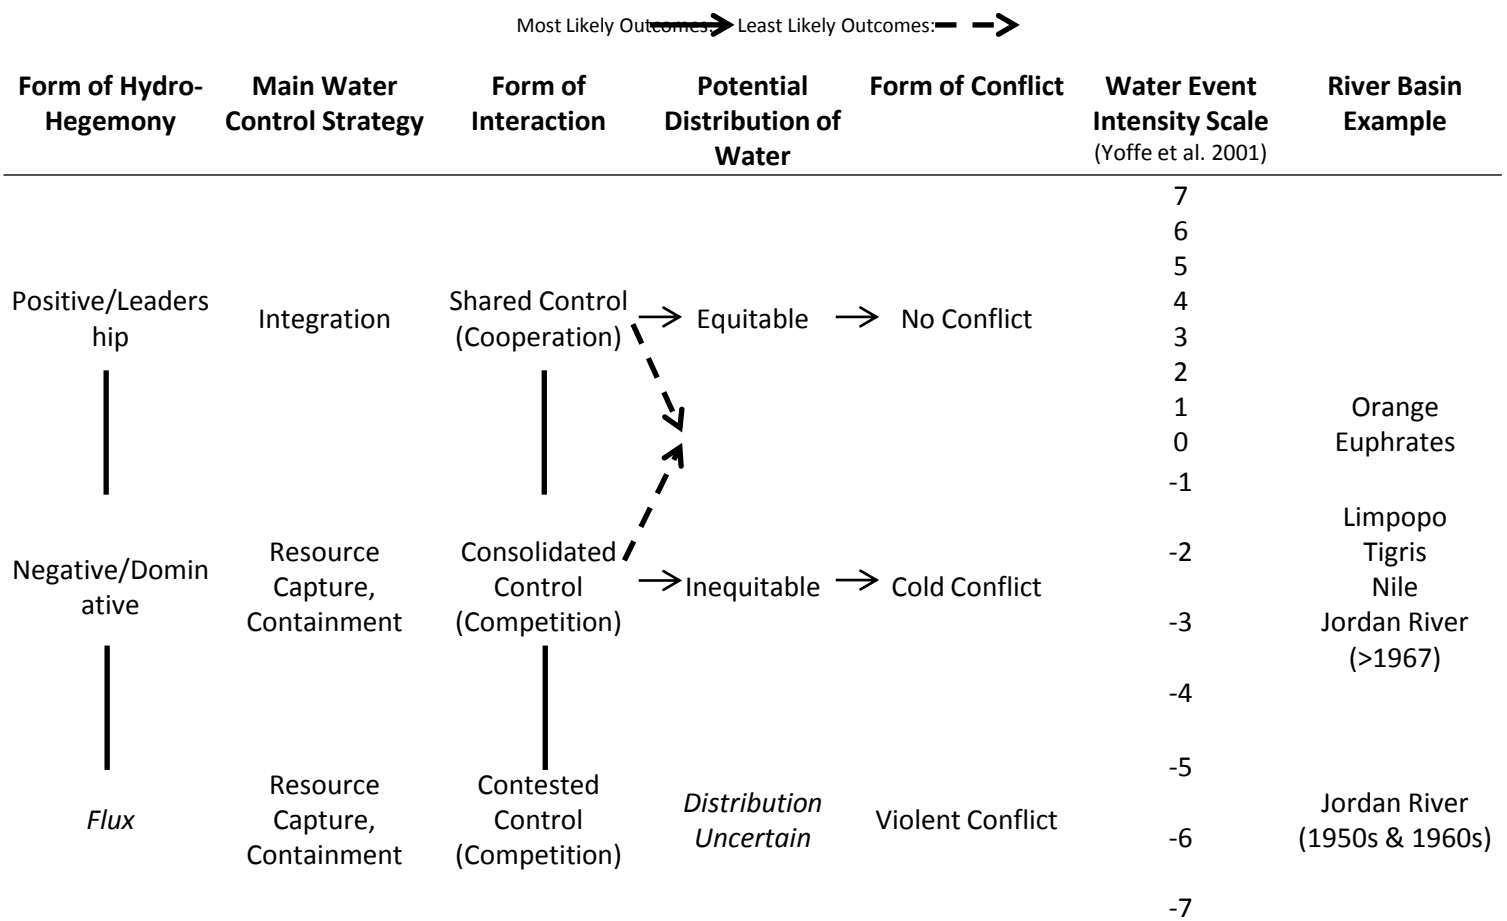 Most Likely Outcomes: Least Likely Outcomes:
Form of Hydro-
Hegemony
Main Water
Control Strategy
Form of
Interaction
Potential
Distribution of
Water
Form of Conflict
Water Event
Intensity Scale
(Yoffe et al. 2001)
River Basin
Example
Positive/Leaders
hip
Integration
Shared Control
(Cooperation)
Equitable
No Conflict
7
6
5
4
3
2
1
0
-1
Orange
Euphrates
Negative/Domin
ative
Resource
Capture,
Containment
Consolidated
Control
(Competition)
Inequitable
Cold Conflict
-2
-3
-4
Limpopo
Tigris
Nile
Jordan River
(>1967)
Flux
Resource
Capture,
Containment
Contested
Control
(Competition)
Distribution
Uncertain
Violent Conflict
-5
-6
-7
Jordan River
(1950s & 1960s)